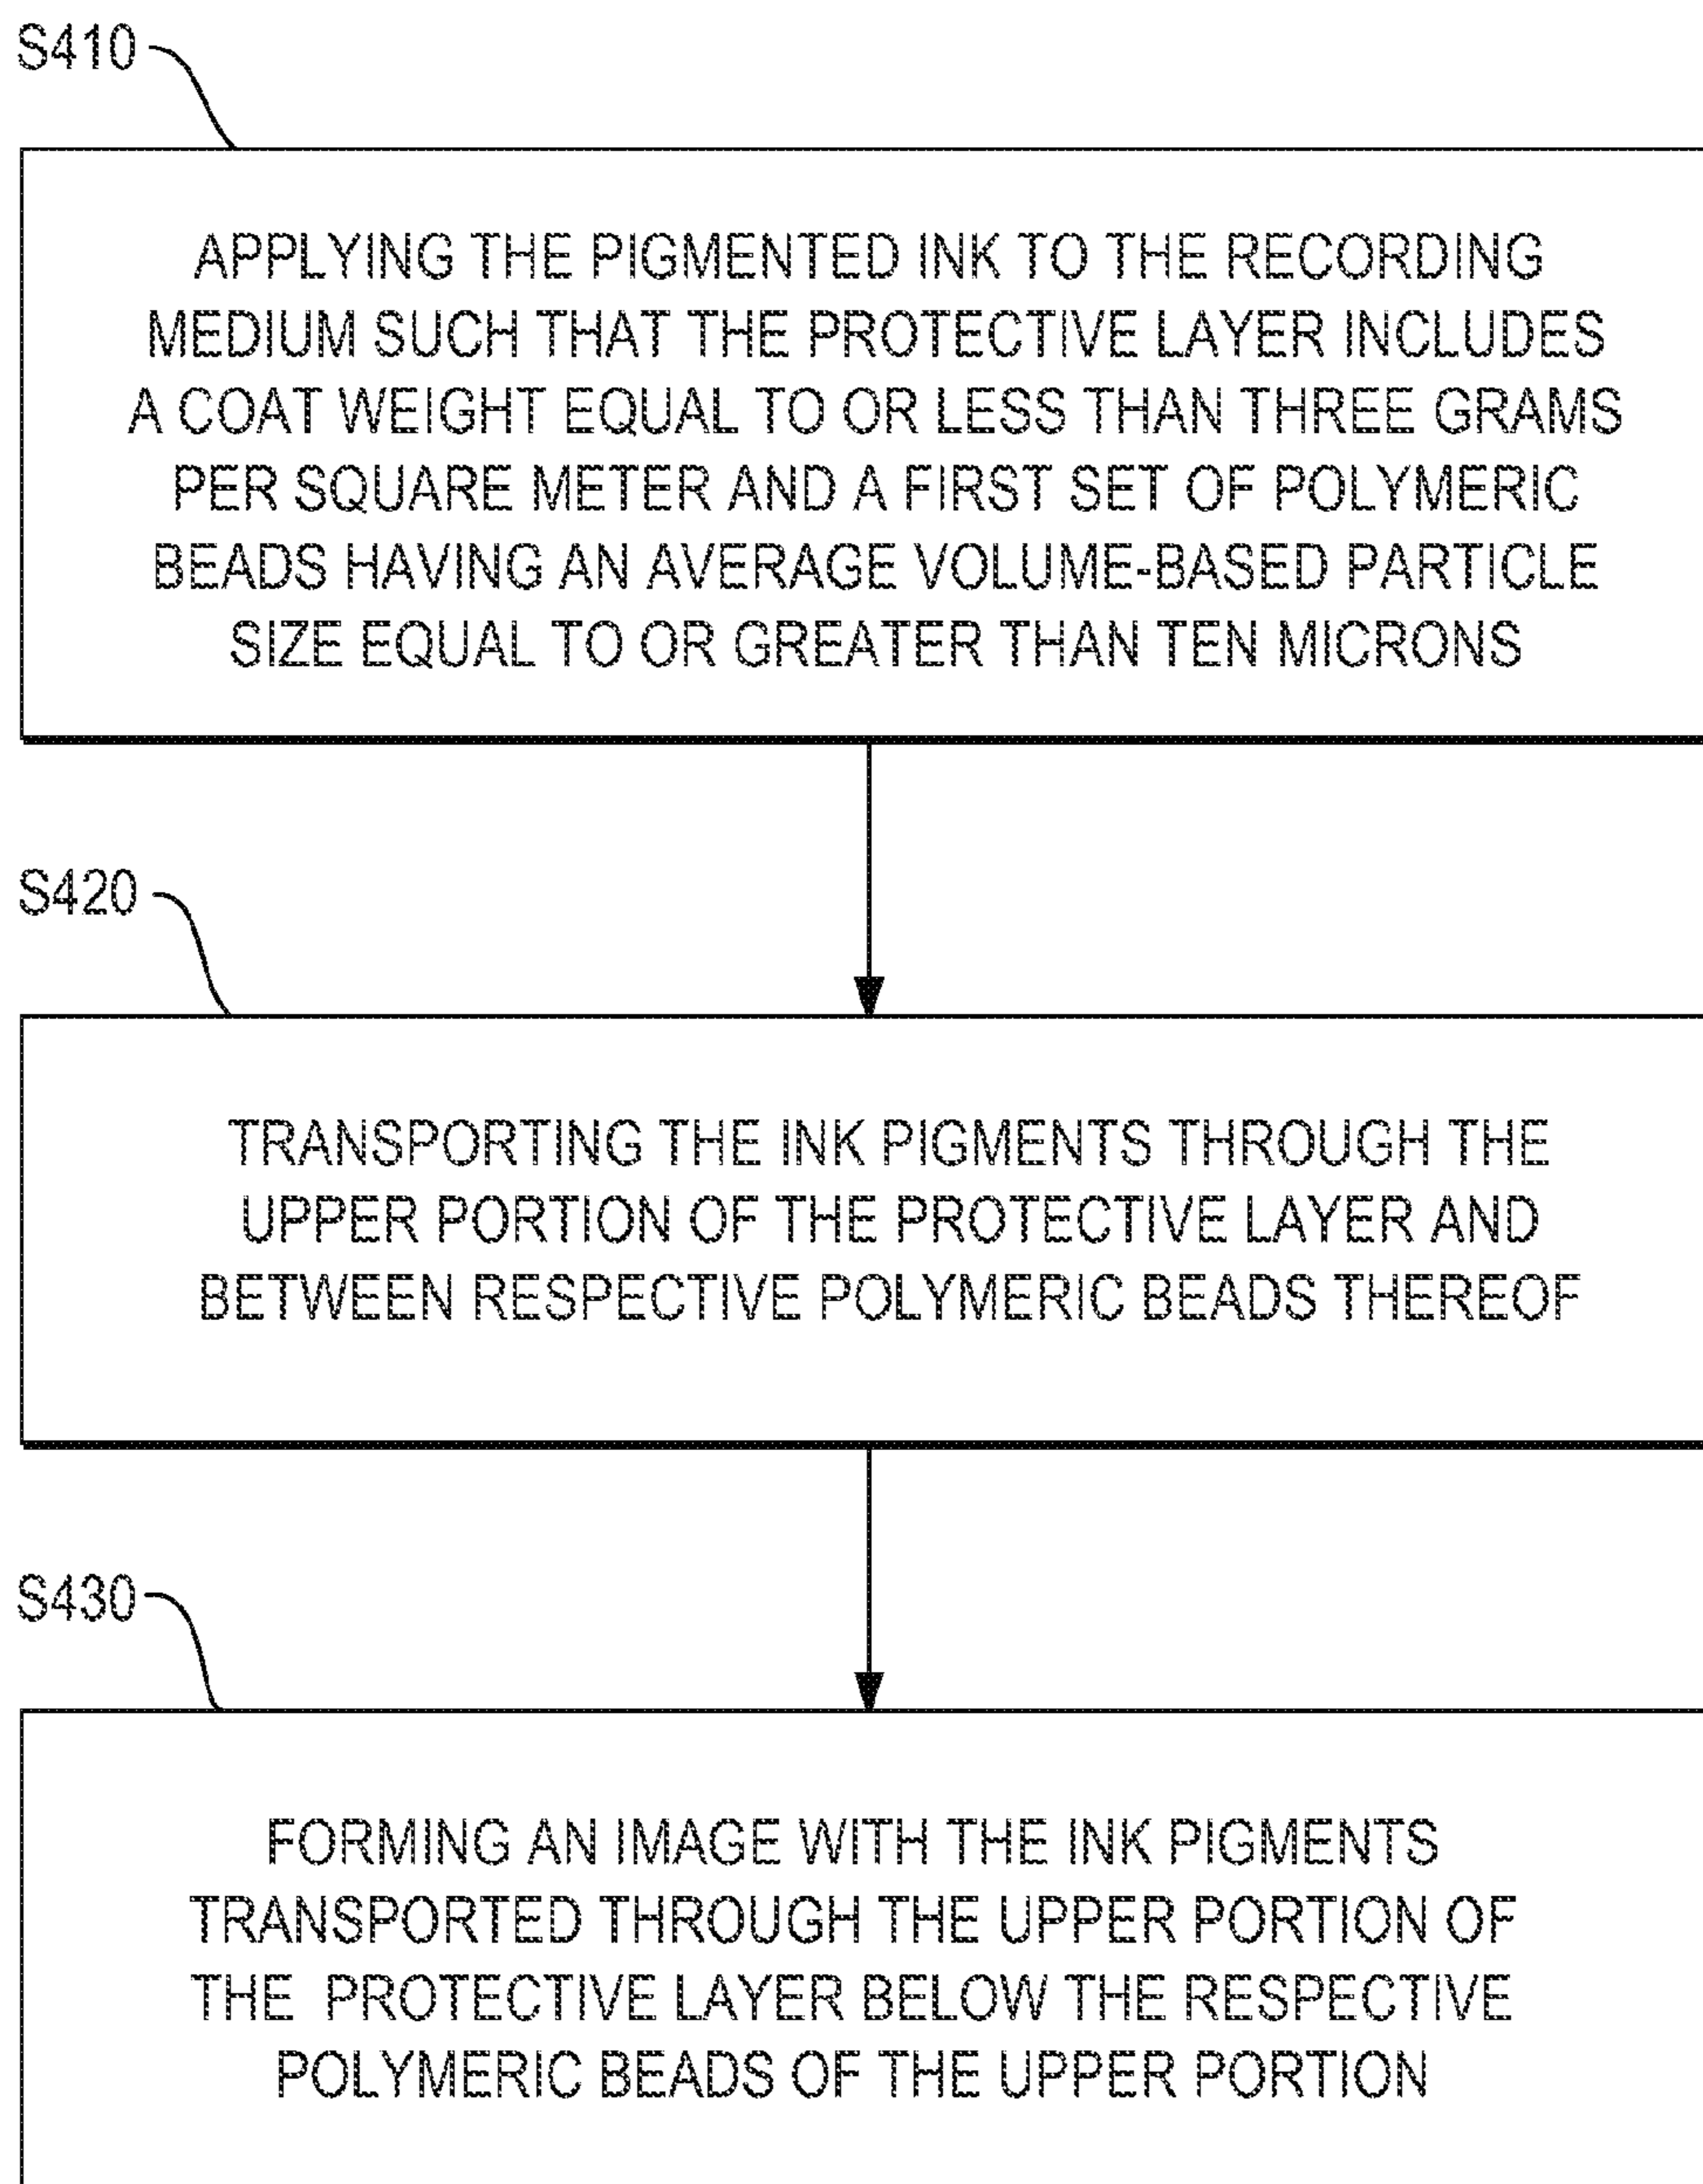 S410
APPLYING THE PIGMENTED INK TO THE RECORDING
MEDIUM SUCH THAT THE PROTECTIVE LAYER INCLUDES
A COAT WEIGHT EQUAL TO OR LESS THAN THREE GRAMS
PER SQUARE METER AND A FIRST SET OF POLYMERIC
BEADS HAVING AN AVERAGE VOLUME-BASED PARTICLE
SIZE EQUAL TO OR GREATER THAN TEN MICRONS
S420
TRANSPORTING THE INK PIGMENTS THROUGH THE
UPPER PORTION OF THE PROTECTIVE LAYER AND
BETWEEN RESPECTIVE POLYMERIC BEADS THEREOF
S430
FORMING AN IMAGE WITH THE INK PIGMENTS
TRANSPORTED THROUGH THE UPPER PORTION OF
THE PROTECTIVE LAYER BELOW THE RESPECTIVE
POLYMERIC BEADS OF THE UPPER PORTION